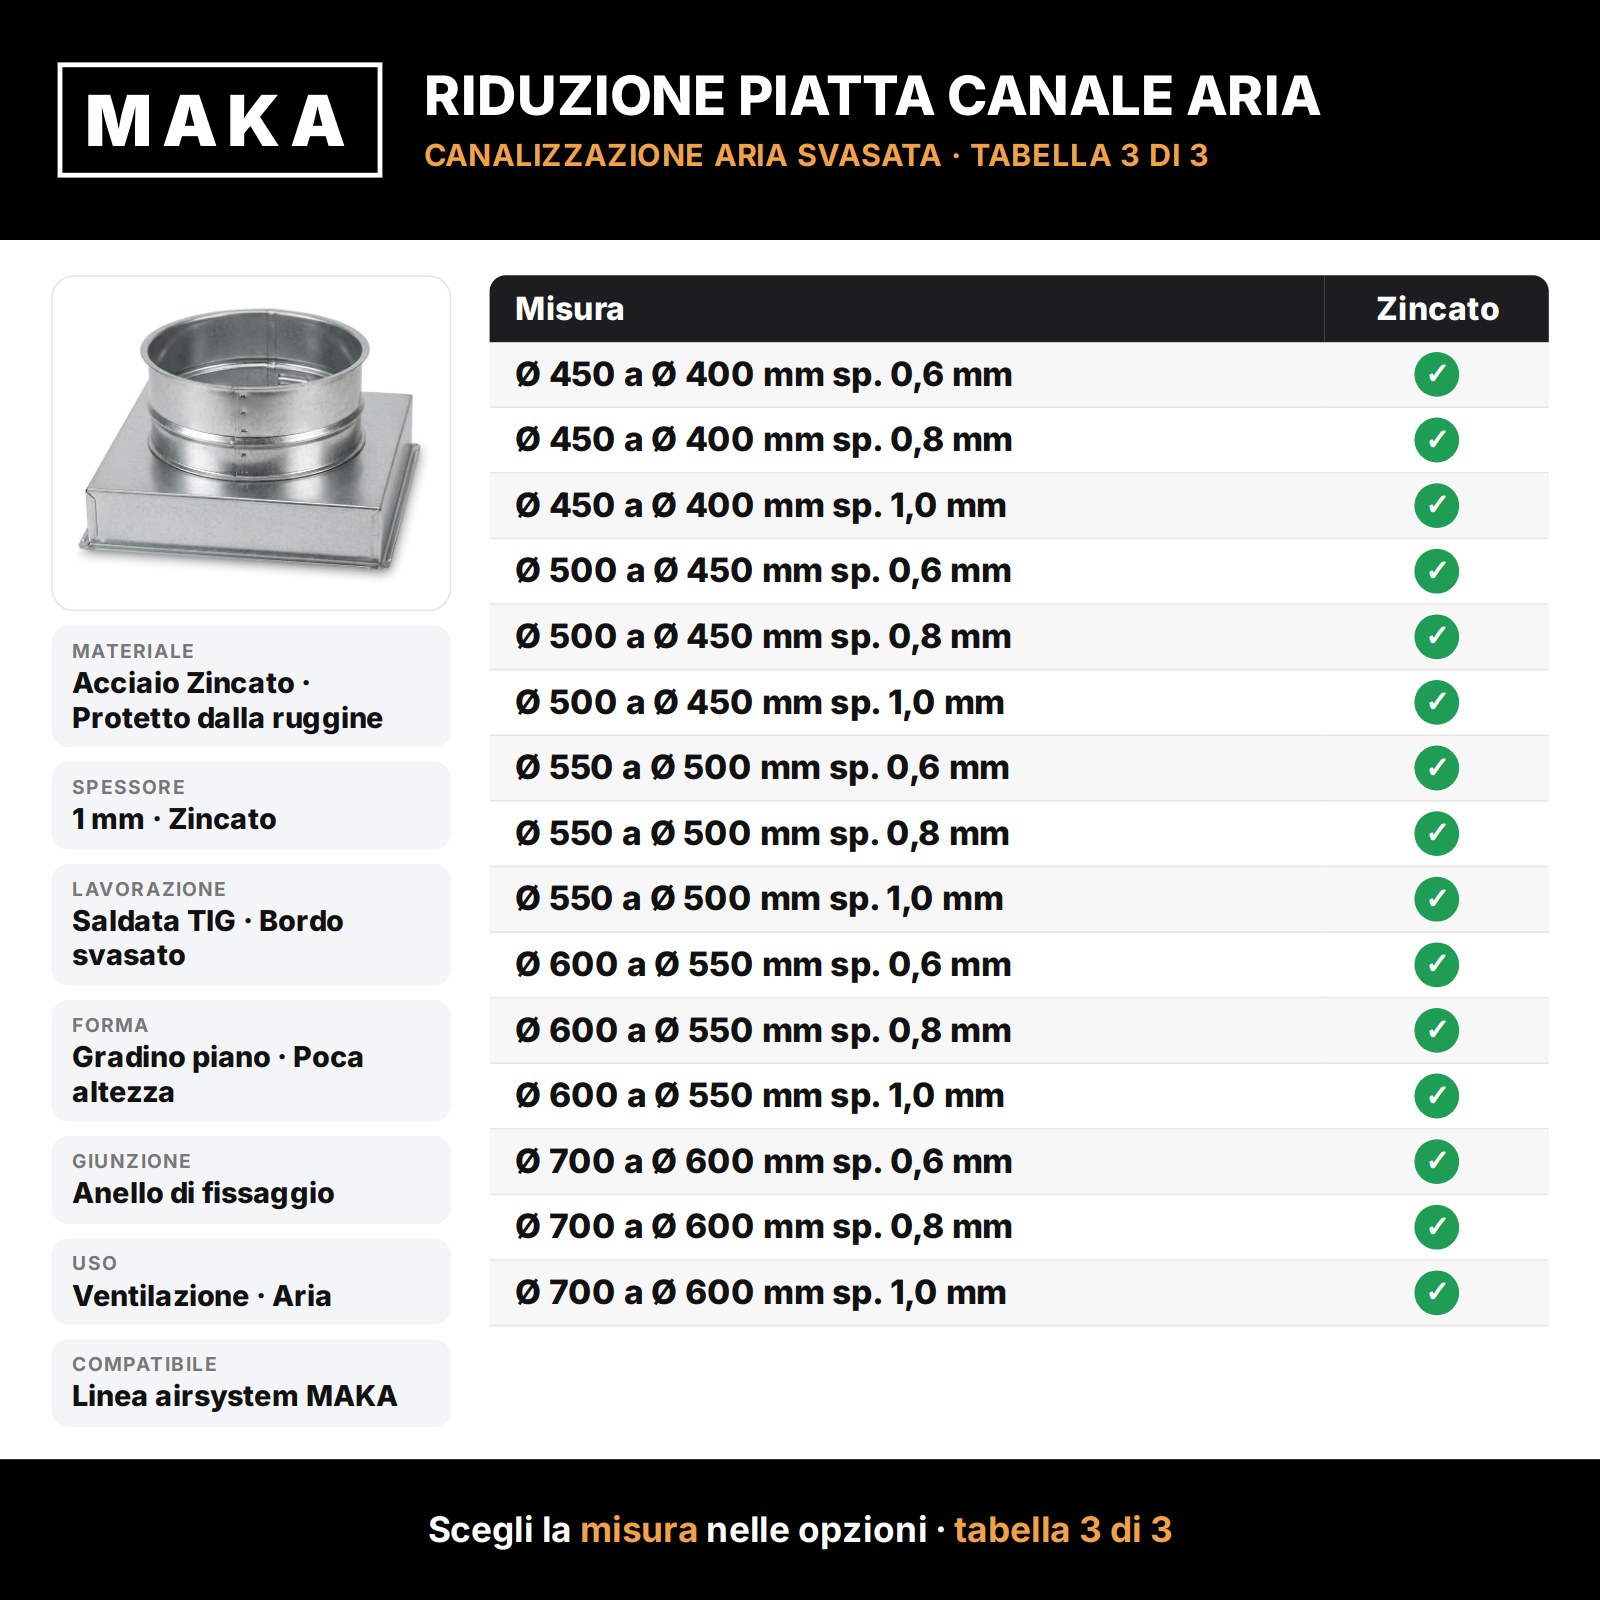 MAKA
RIDUZIONE PIATTA CANALE ARIA
CANALIZZAZIONE ARIA SVASATA · TABELLA 3 DI 3
MATERIALE
Acciaio Zincato ·
Protetto dalla ruggine
SPESSORE
1 mm · Zincato
LAVORAZIONE
Saldata TIG · Bordo
svasato
FORMA
Gradino piano · Poca
altezza
GIUNZIONE
Anello di fissaggio
USO
Ventilazione · Aria
COMPATIBILE
Linea airsystem MAKA
Misura Zincato
Ø 450 a Ø 400 mm sp. 0,6 mm ✓
Ø 450 a Ø 400 mm sp. 0,8 mm ✓
Ø 450 a Ø 400 mm sp. 1,0 mm ✓
Ø 500 a Ø 450 mm sp. 0,6 mm ✓
Ø 500 a Ø 450 mm sp. 0,8 mm ✓
Ø 500 a Ø 450 mm sp. 1,0 mm ✓
Ø 550 a Ø 500 mm sp. 0,6 mm ✓
Ø 550 a Ø 500 mm sp. 0,8 mm ✓
Ø 550 a Ø 500 mm sp. 1,0 mm ✓
Ø 600 a Ø 550 mm sp. 0,6 mm ✓
Ø 600 a Ø 550 mm sp. 0,8 mm ✓
Ø 600 a Ø 550 mm sp. 1,0 mm ✓
Ø 700 a Ø 600 mm sp. 0,6 mm ✓
Ø 700 a Ø 600 mm sp. 0,8 mm ✓
Ø 700 a Ø 600 mm sp. 1,0 mm ✓
Scegli la misura nelle opzioni · tabella 3 di 3